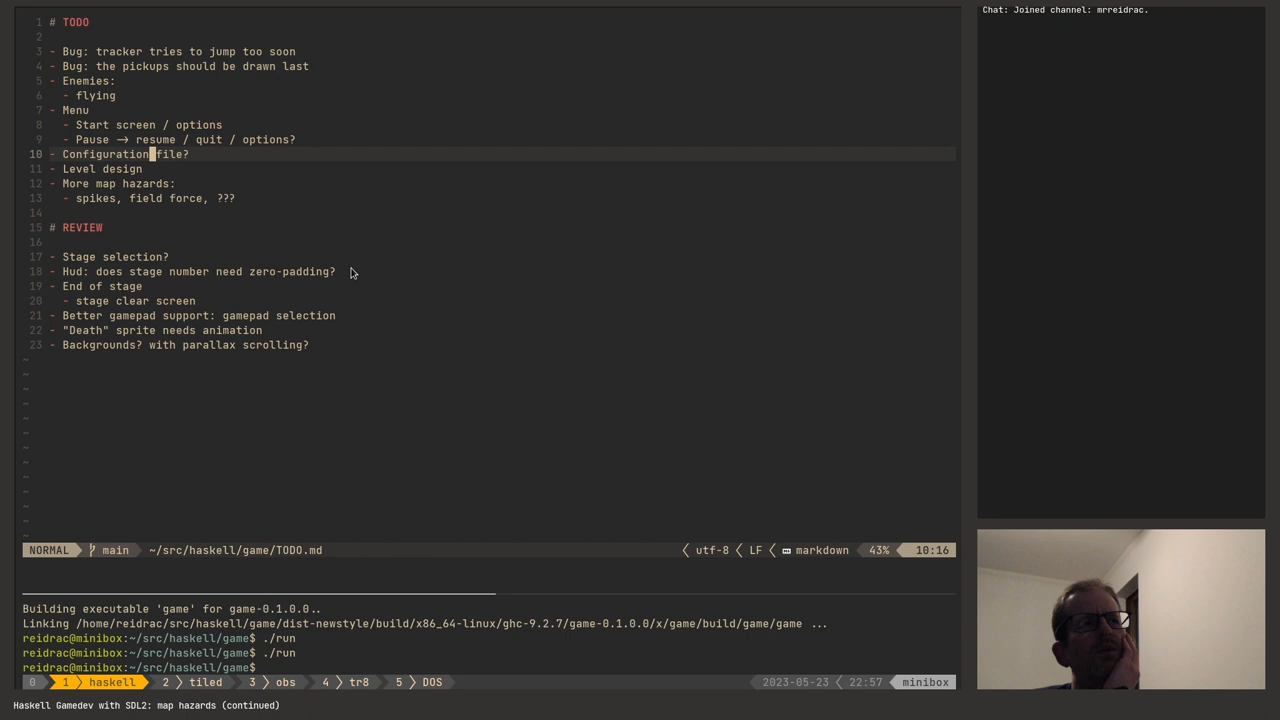 Chat: Joined channel: mrreidrac.
1 # TODO
2
3 - Bug: tracker tries to jump too soon
4 - Bug: the pickups should be drawn last
5 - Enemies:
6 - flying
7 - Menu
8 - Start screen / options
9 - Pause → resume / quit / options?
10 - Configuration file?
11 - Level design
12 - More map hazards:
13 - spikes, field force, ???
14
15 # REVIEW
16
17 - Stage selection?
18 - Hud: does stage number need zero-padding?
19 - End of stage
20 - stage clear screen
21 - Better gamepad support: gamepad selection
22 - "Death" sprite needs animation
23 - Backgrounds? with parallax scrolling?
~
~
~
~
~
~
~
~
~
~
~
~
~
NORMAL main ~/src/haskell/game/TODO.md utf-8 LF markdown 43% 10:16
Building executable 'game' for game-0.1.0.0..
Linking /home/reidrac/src/haskell/game/dist-newstyle/build/x86_64-linux/ghc-9.2.7/game-0.1.0.0/x/game/build/game/game ...
reidrac@minibox:~/src/haskell/game$ ./run
reidrac@minibox:~/src/haskell/game$ ./run
reidrac@minibox:~/src/haskell/game$
0 1 haskell 2 tiled 3 obs 4 tr8 5 DOS 2023-05-23 22:57 minibox
Haskell Gamedev with SDL2: map hazards (continued)